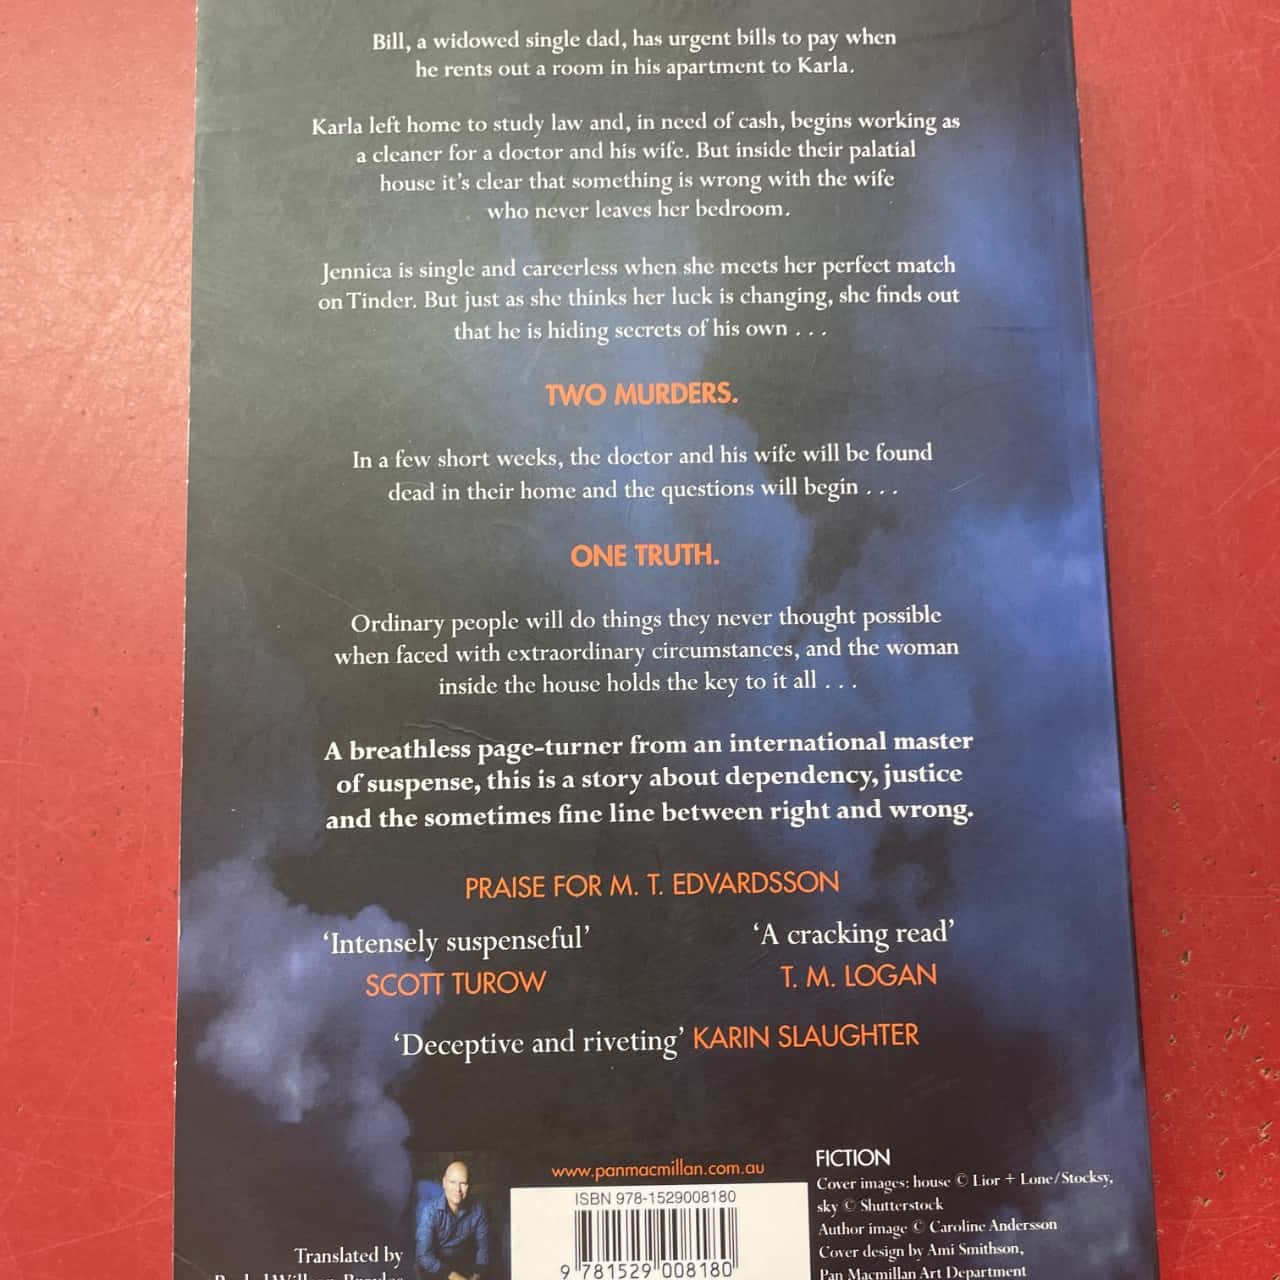 Bill, a widowed single dad, has urgent bills to pay when
he rents out a room in his apartment to Karla.
Karla left home to study law and, in need of cash, begins working as
a cleaner for a doctor and his wife. But inside their palatial
house it's clear that something is wrong with the wife
who never leaves her bedroom.
Jennica is single and careerless when she meets her perfect match
on Tinder. But just as she thinks her luck is changing, she finds out
that he is hiding secrets of his own . . .
TWO MURDERS.
In a few short weeks, the doctor and his wife will be found
dead in their home and the questions will begin . . .
ONE TRUTH.
Ordinary people will do things they never thought possible
when faced with extraordinary circumstances, and the woman
inside the house holds the key to it all . . .
A breathless page-turner from an international master
of suspense, this is a story about dependency, justice
and the sometimes fine line between right and wrong.
PRAISE FOR M. T. EDVARDSSON
‘Intensely suspenseful’
SCOTT TUROW
‘A cracking read’
T. M. LOGAN
‘Deceptive and riveting’ KARIN SLAUGHTER
Translated by
www.panmacmillan.com.au
ISBN 978-1529008180
9 781529 008180
FICTION
Cover images: house © Lior + Lone/Stocksy,
sky © Shutterstock
Author image © Caroline Andersson
Cover design by Ami Smithson,
Pan Macmillan Art Department